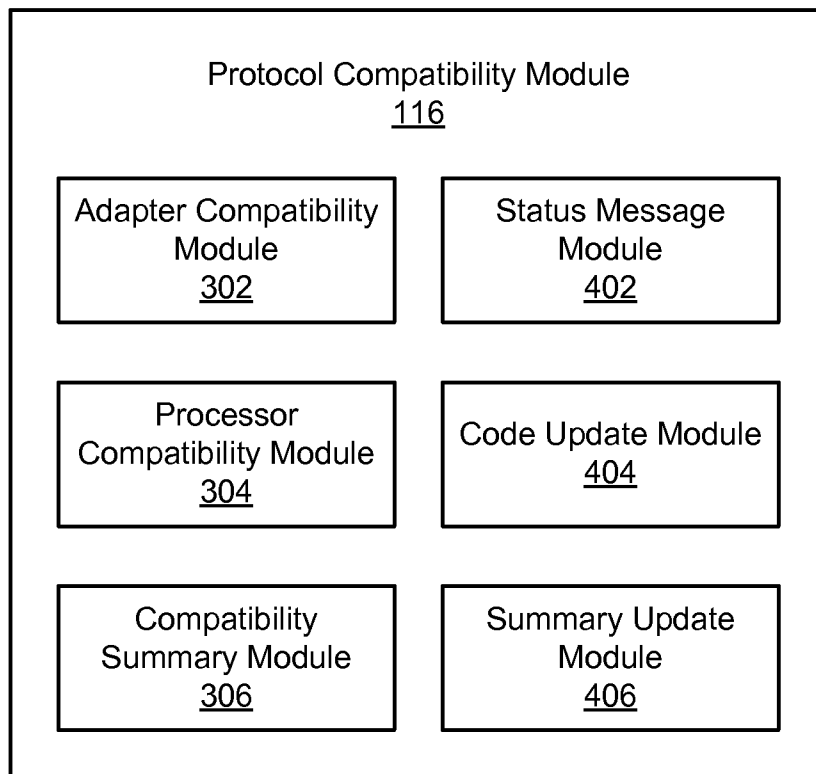 Protocol Compatibility Module
116
Adapter Compatibility
Module
302
Status Message
Module
402
Processor
Compatibility Module
304
Code Update Module
404
Compatibility
Summary Module
306
Summary Update
Module
406